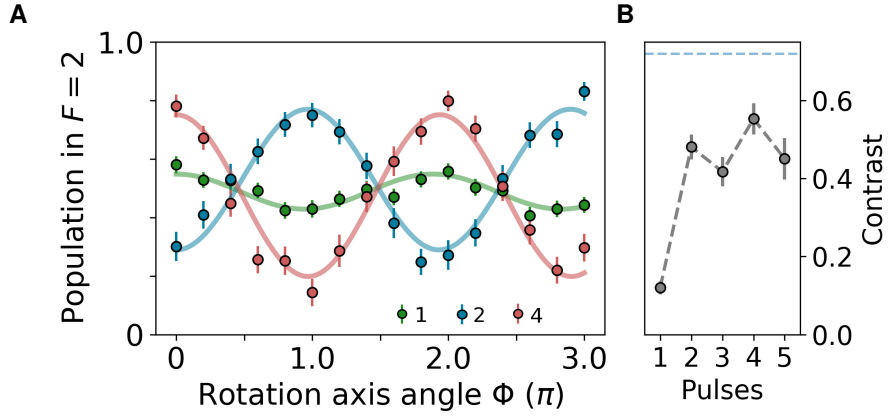 A
B
Population in F = 2
1.0
0
0
1.0
2.0
3.0
Rotation axis angle Φ (π)
1
2
4
0.6
0.4
0.2
0.0
Contrast
1 2 3 4 5
Pulses